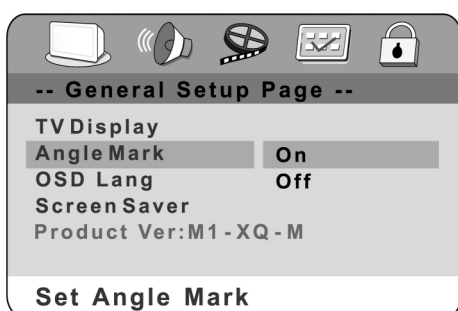 -- General Setup Page --
TV Display
Angle Mark On
OSD Lang Off
Screen Saver
Product Ver:M1-XQ-M
Set Angle Mark